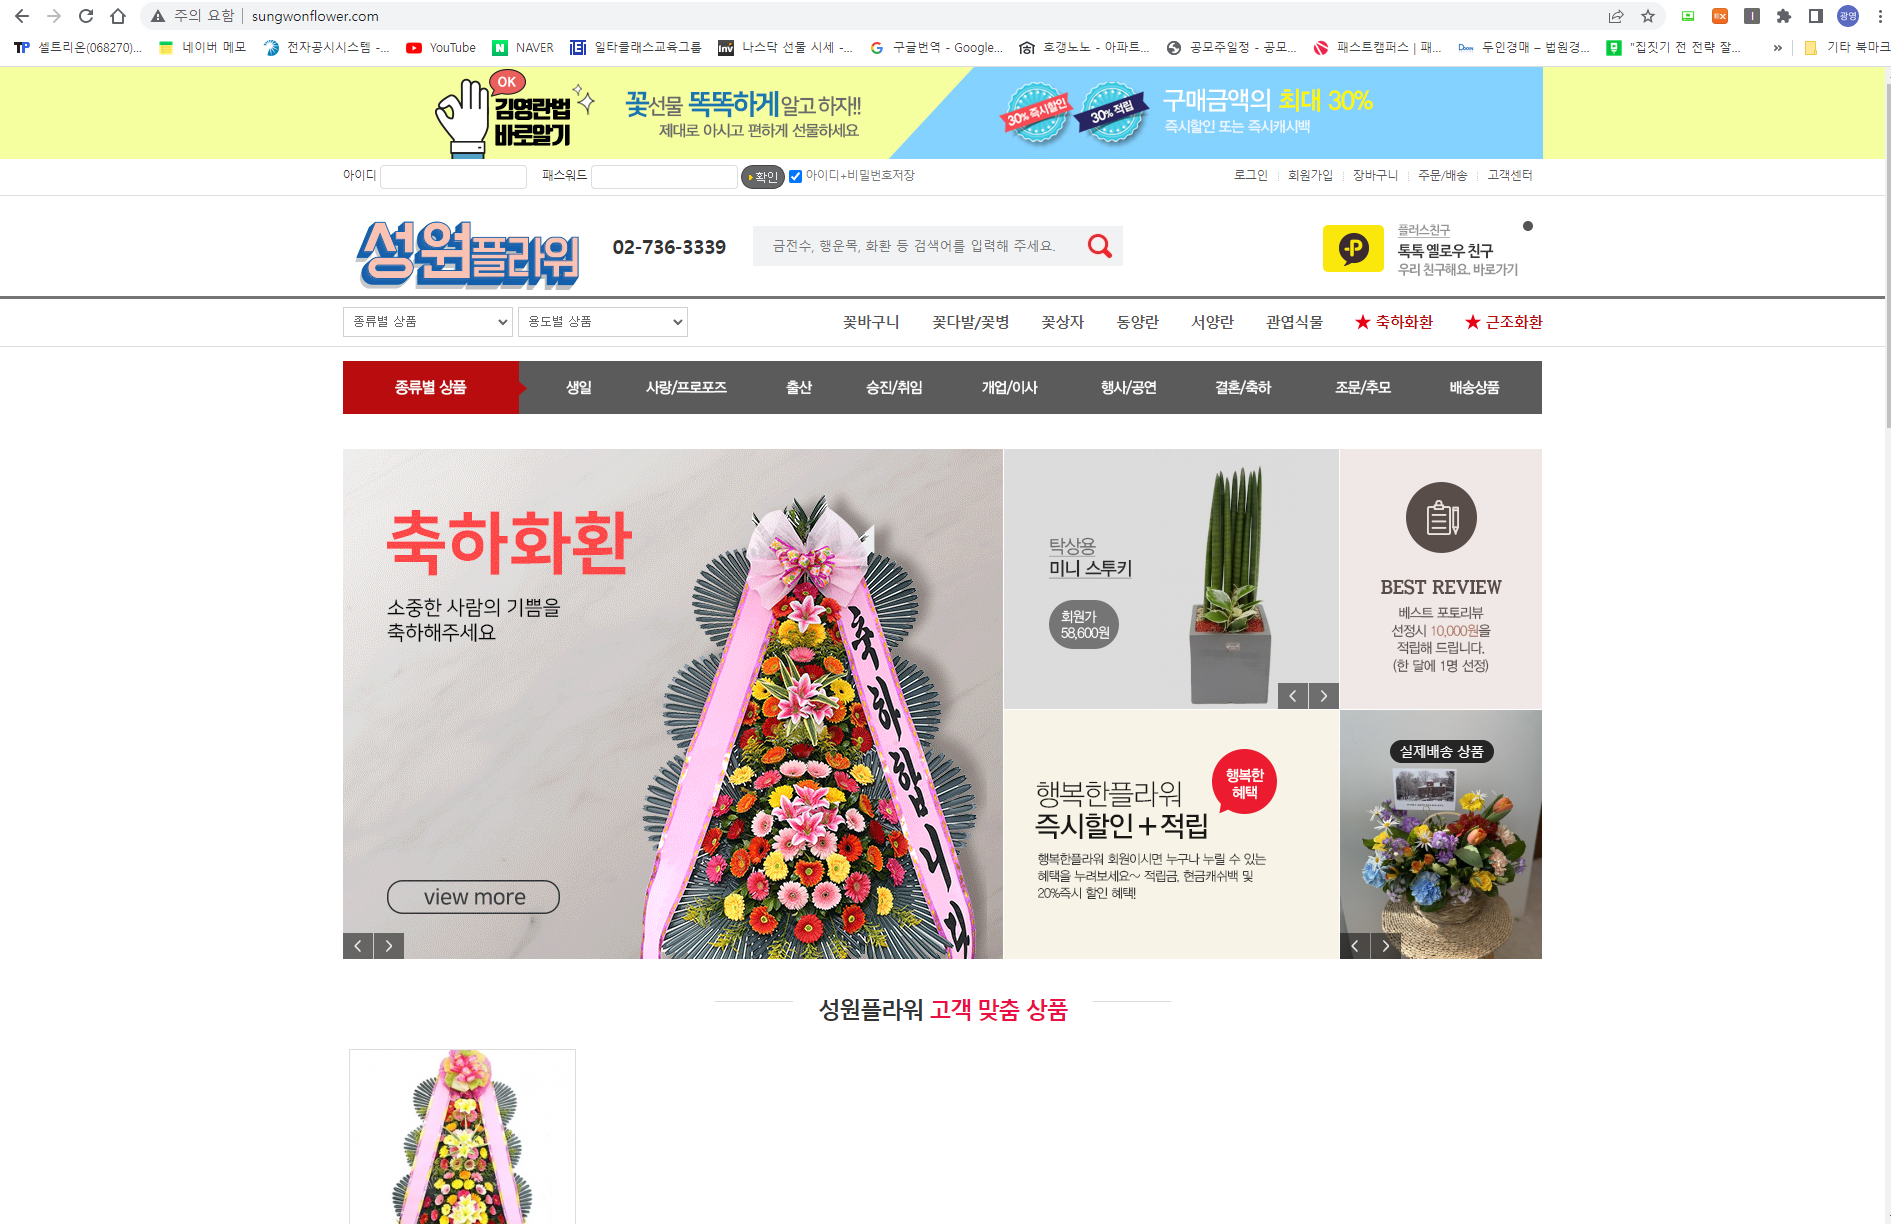 주의 요함 | sungwonflower.com
셀트리온(068270)...
네이버 메모
전자공시시스템 -...
YouTube
NAVER
일타클래스교육그룹
나스닥 선물 시세 -...
구글번역 - Google...
호갱노노 - 아파트...
공모주일정 - 공모...
패스트캠퍼스 | 패...
두인경매 – 법원경...
"집짓기 전 전략 잘...
»
기타 북마크
OK
김영란법
바로알기
꽃선물 똑똑하게 알고 하자!!
제대로 아시고 편하게 선물하세요
30% 즉시할인
30% 적립
구매금액의 최대 30%
즉시할인 또는 즉시캐시백
아이디
패스워드
확인
아이디+비밀번호저장
로그인
회원가입
장바구니
주문/배송
고객센터
성원플라워
02-736-3339
금전수, 행운목, 화환 등 검색어를 입력해 주세요.
플러스친구
톡톡 옐로우 친구
우리 친구해요. 바로가기
종류별 상품
용도별 상품
꽃바구니
꽃다발/꽃병
꽃상자
동양란
서양란
관엽식물
★ 축하화환
★ 근조화환
종류별 상품
생일
사랑/프로포즈
출산
승진/취임
개업/이사
행사/공연
결혼/축하
조문/추모
배송상품
축하화환
소중한 사람의 기쁨을
축하해주세요
축하하합니다
view more
탁상용
미니 스투키
회원가
58,600원
BEST REVIEW
베스트 포토리뷰
선정시 10,000원을
적립해 드립니다.
(한 달에 1명 선정)
행복한
혜택
행복한플라워
즉시할인+적립
행복한플라워 회원이시면 누구나 누릴 수 있는
혜택을 누려보세요~ 적립금, 현금캐쉬백 및
20%즉시 할인 혜택!
실제배송 상품
성원플라워 고객 맞춤 상품